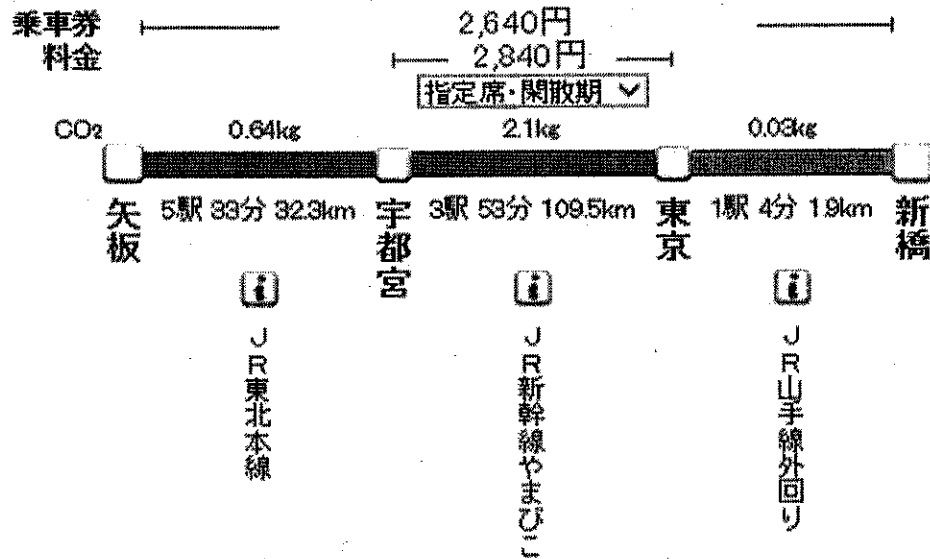 乗車券 2,640円
料金 2,840円
指定席・閑散期
CO2 0.64kg 2.1kg 0.03kg
矢板 5駅 33分 32.3km 宇都宮 3駅 53分 109.5km 東京 1駅 4分 1.9km 新橋
i i i
JR東北本線
JR新幹線やまびこ
JR山手線外回り